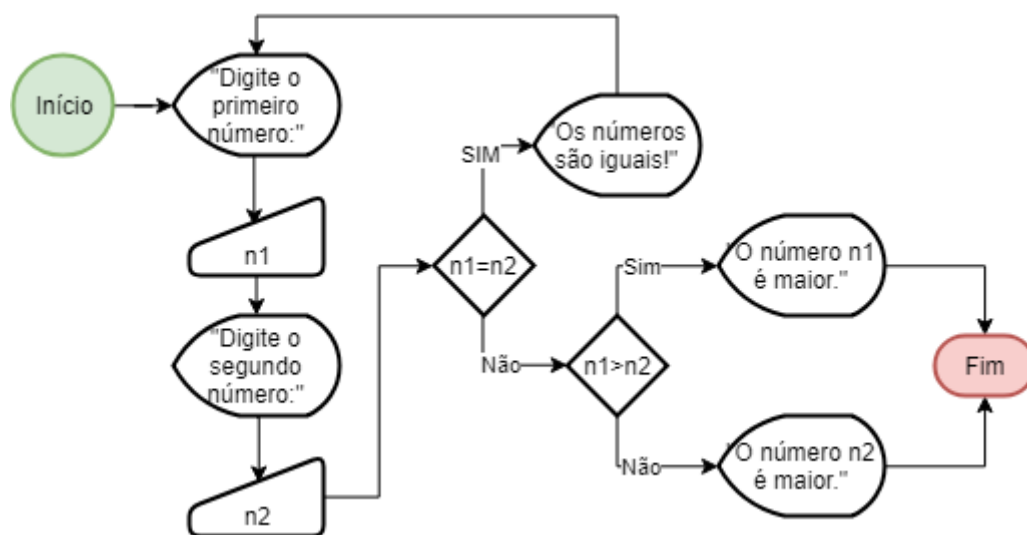 Início
"Digite o
primeiro
número:"
n1
"Digite o
segundo
número:"
n2
n1=n2
SIM
"Os números
são iguais!"
Não
n1>n2
Sim
"O número n1
é maior."
Não
"O número n2
é maior."
Fim